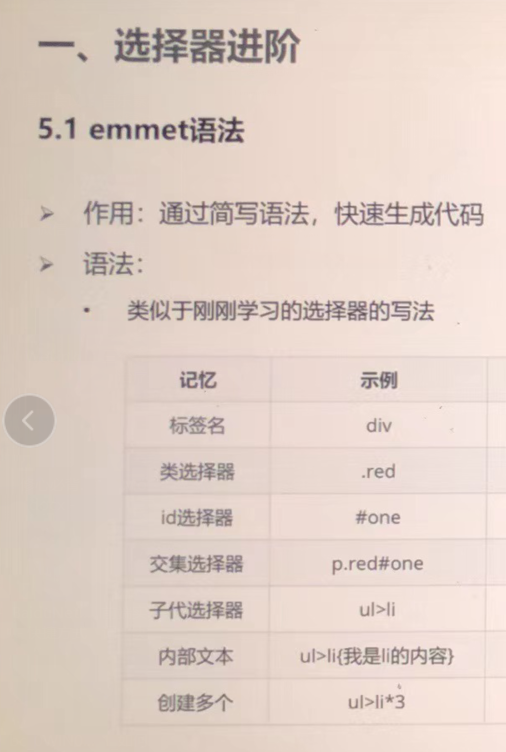 一、选择器进阶
5.1 emmet语法
➢ 作用：通过简写语法，快速生成代码
➢ 语法：
• 类似于刚刚学习的选择器的写法
记忆 示例
标签名 div
类选择器 .red
id选择器 #one
交集选择器 p.red#one
子代选择器 ul>li
内部文本 ul>li{我是li的内容}
创建多个 ul>li*3